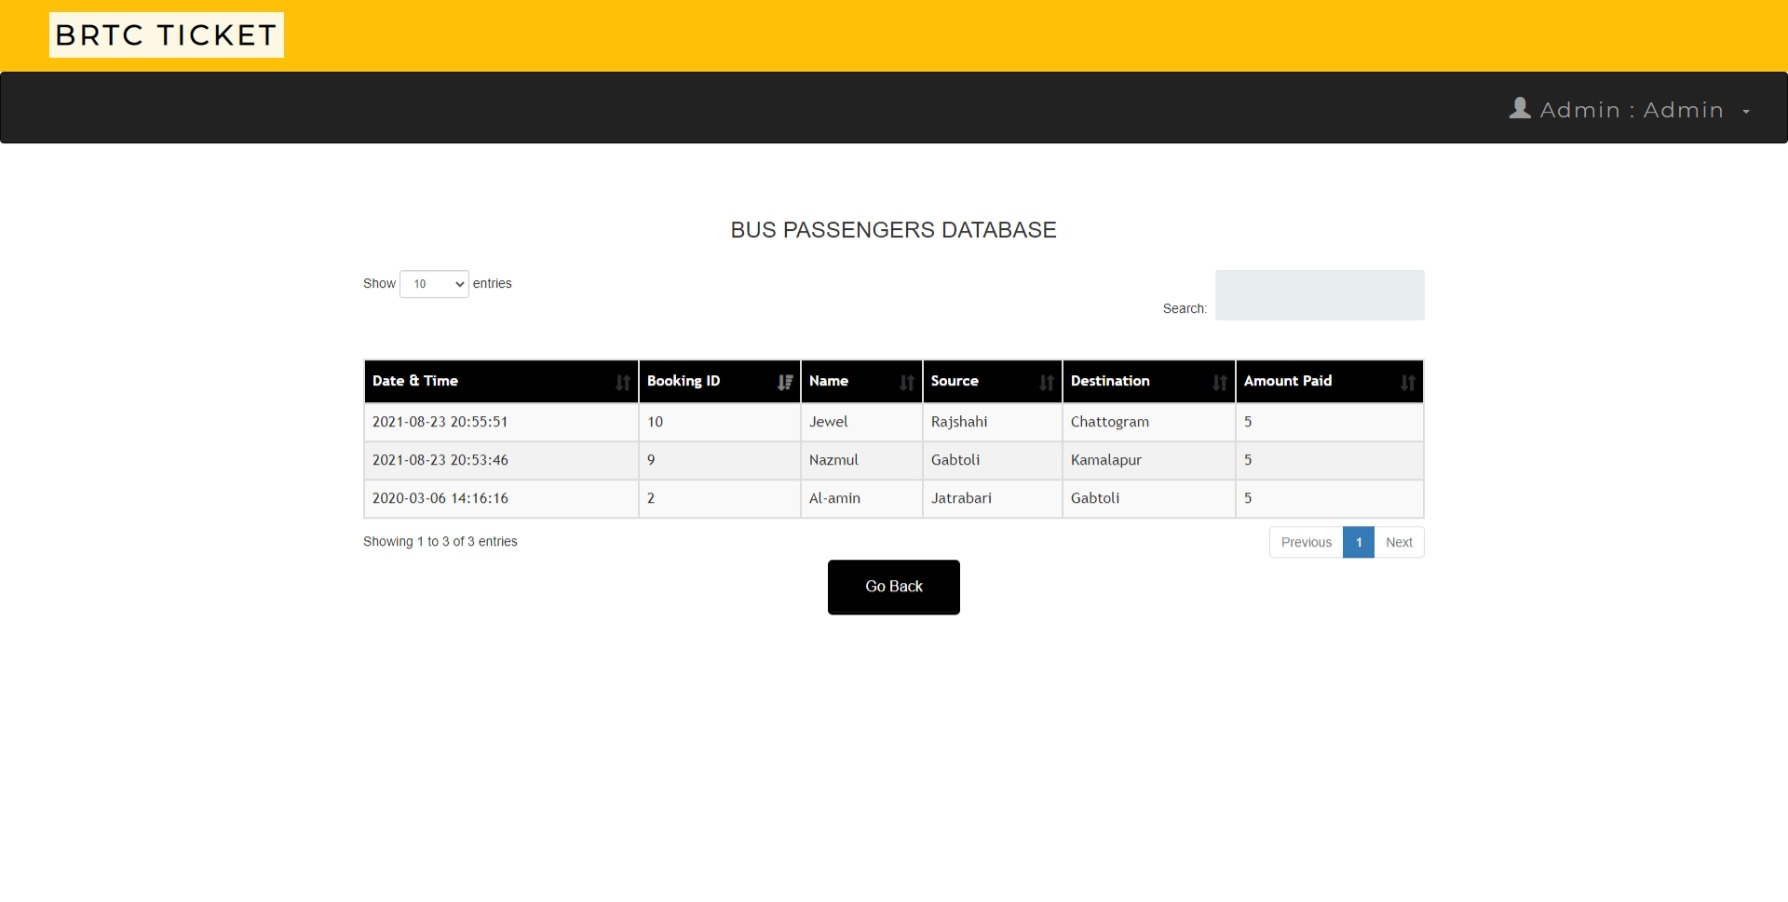 BRTC TICKET
Admin : Admin
BUS PASSENGERS DATABASE
Show 10 entries
Search:
Date & Time Booking ID Name Source Destination Amount Paid
2021-08-23 20:55:51 10 Jewel Rajshahi Chattogram 5
2021-08-23 20:53:46 9 Nazmul Gabtoli Kamalapur 5
2020-03-06 14:16:16 2 Al-amin Jatrabari Gabtoli 5
Showing 1 to 3 of 3 entries
Previous 1 Next
Go Back